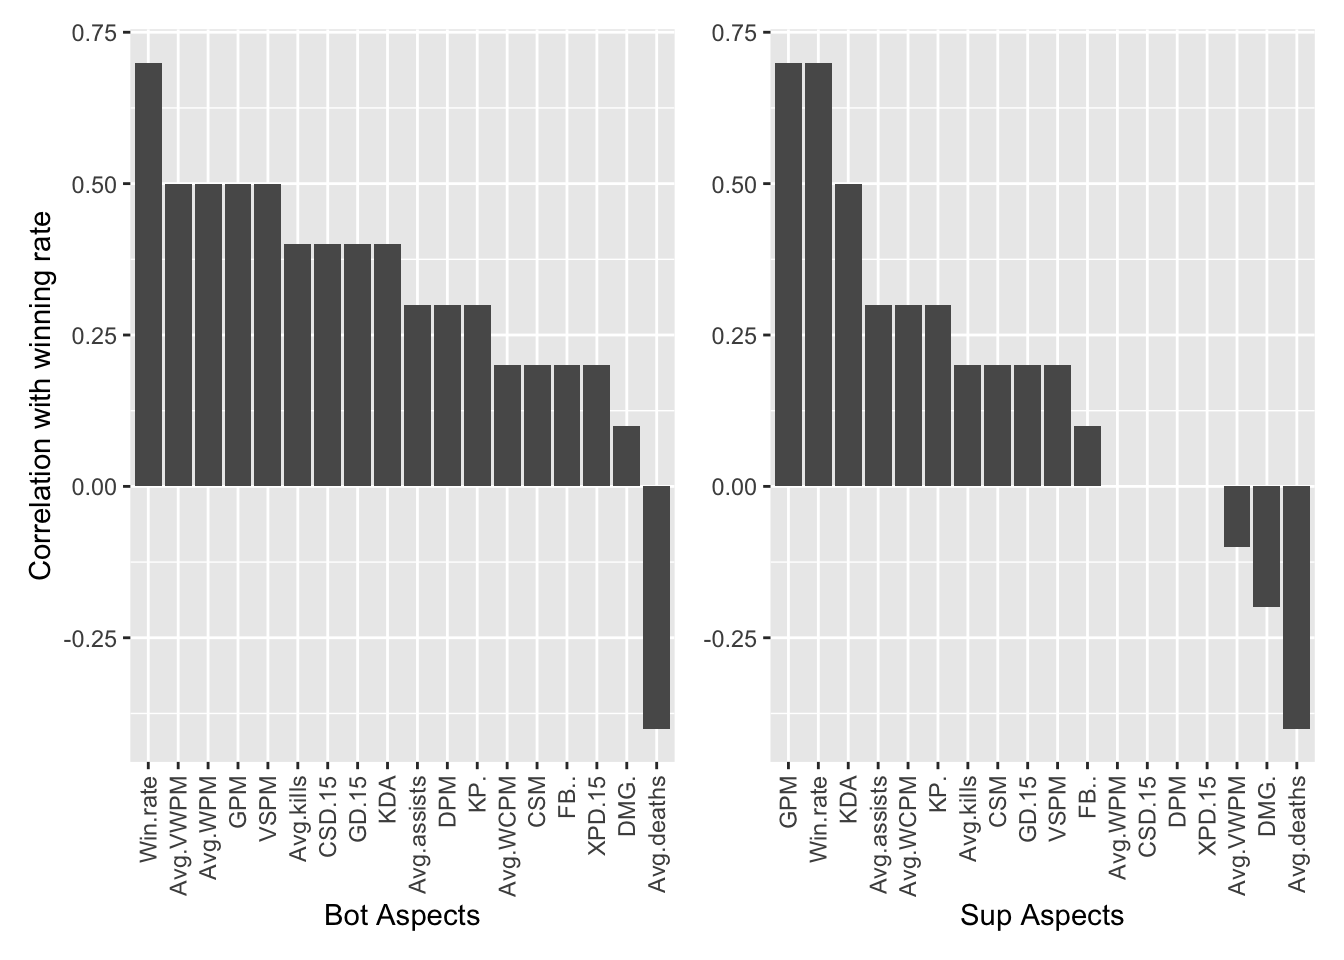 Correlation with winning rate
0.75
0.50
0.25
0.00
-0.25
Win.rate
Avg.VWPM
Avg.WPM
GPM
VSPM
Avg.kills
CSD.15
GD.15
KDA
Avg.assists
DPM
KP.
Avg.WCPM
CSM
FB..
XPD.15
DMG.
Avg.deaths
Bot Aspects
0.75
0.50
0.25
0.00
-0.25
GPM
Win.rate
KDA
Avg.assists
Avg.WCPM
KP.
Avg.kills
CSM
GD.15
VSPM
FB..
Avg.WPM
CSD.15
DPM
XPD.15
Avg.VWPM
DMG.
Avg.deaths
Sup Aspects